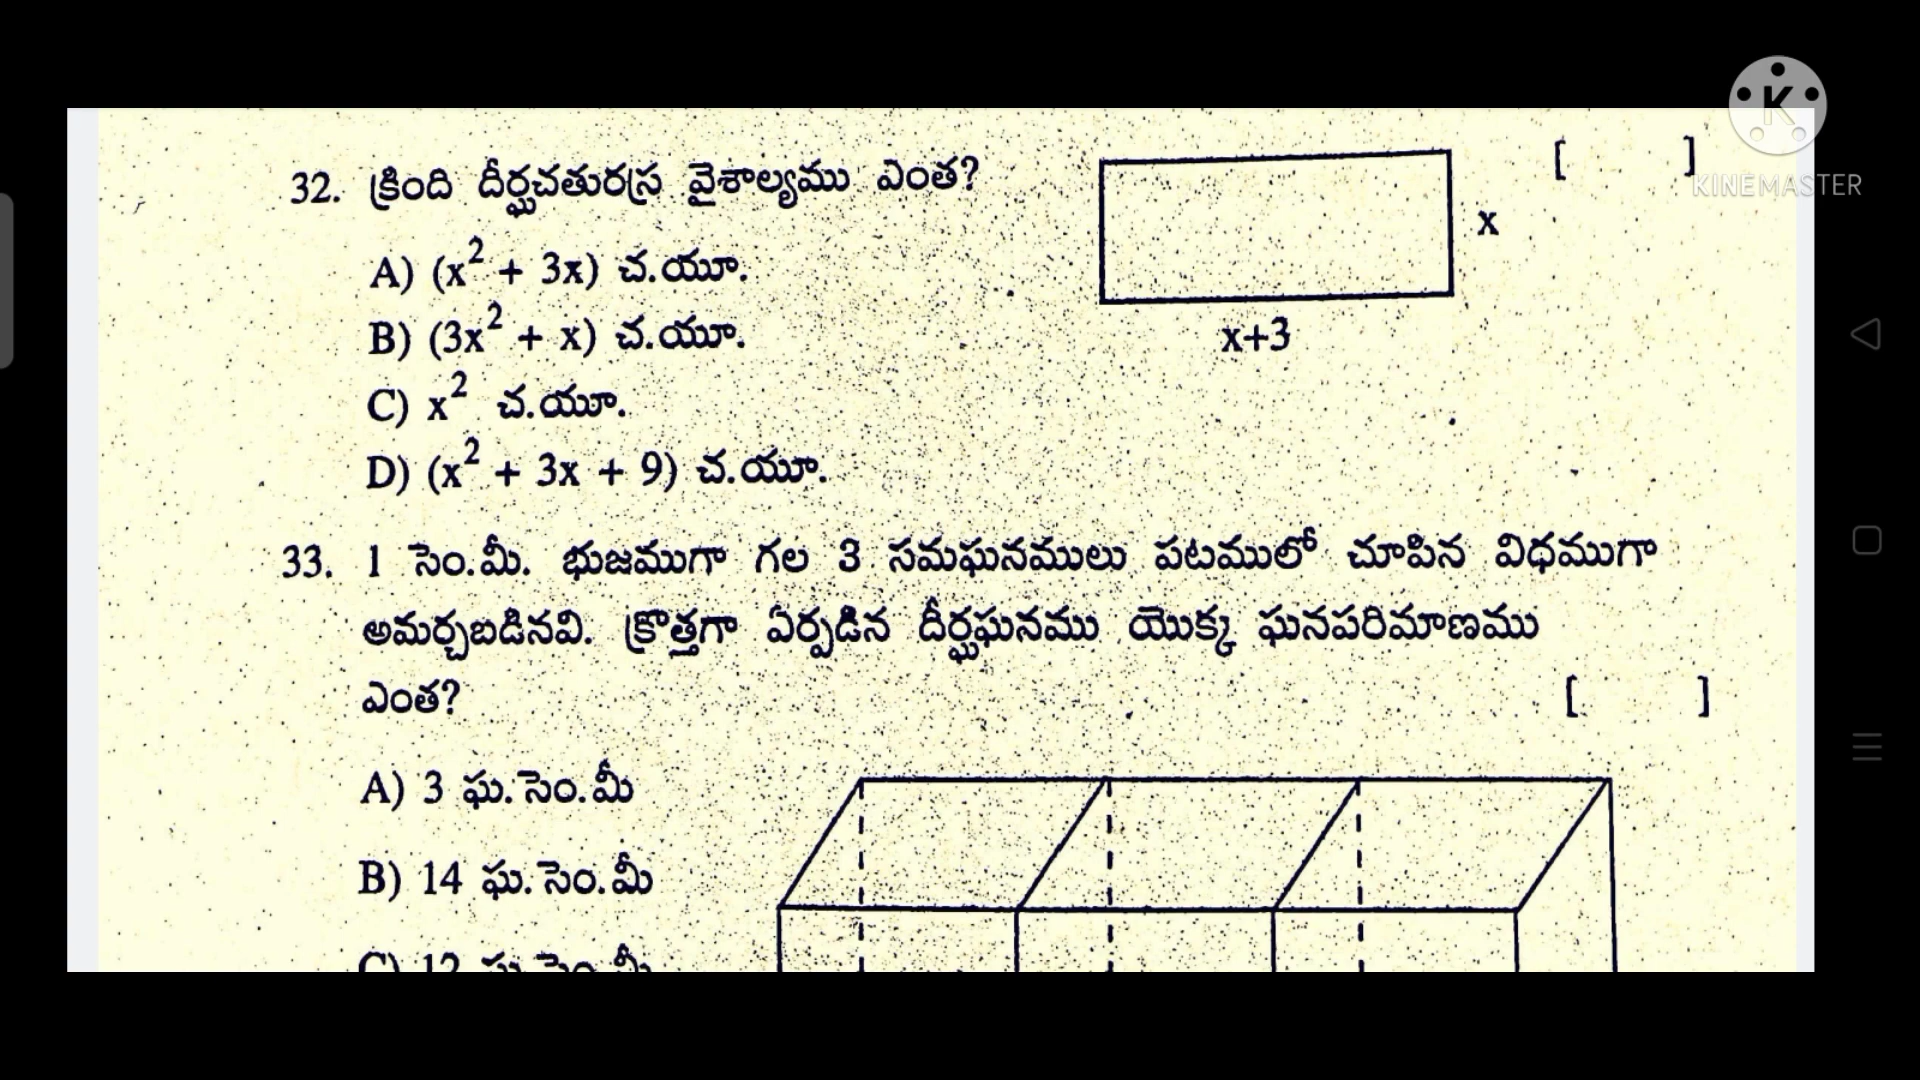 32. క్రింది దీర్ఘచతురస్ర వైశాల్యము ఎంత? [ ]
KINEMASTER
x
A) (x² + 3x) చ.యూ.
B) (3x² + x) చ.యూ.
x+3
C) x² చ.యూ.
D) (x² + 3x + 9) చ.యూ.
33. 1 సెం.మీ. భుజముగా గల 3 సమఘనములు పటములో చూపిన విధముగా
అమర్చబడినవి. క్రొత్తగా ఏర్పడిన దీర్ఘఘనము యొక్క ఘనపరిమాణము
ఎంత? [ ]
A) 3 ఘ.సెం.మీ
B) 14 ఘ.సెం.మీ
C) 12 ఘ.సెం.మీ